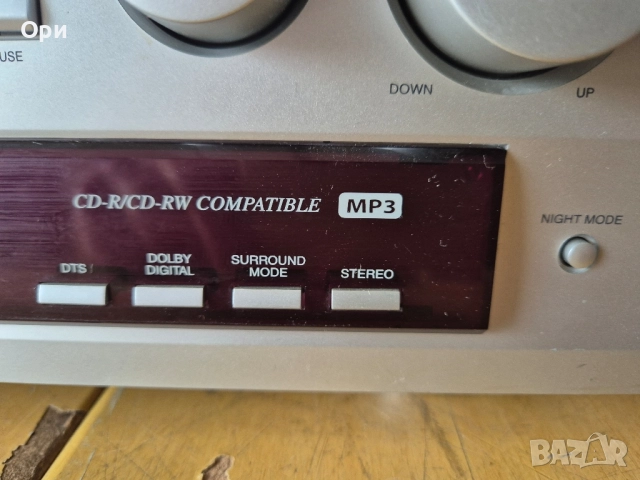 Ори
USE
DOWN
UP
CD-R/CD-RW COMPATIBLE MP3
NIGHT MODE
DTS
DOLBY
DIGITAL
SURROUND
MODE
STEREO
BAZAR